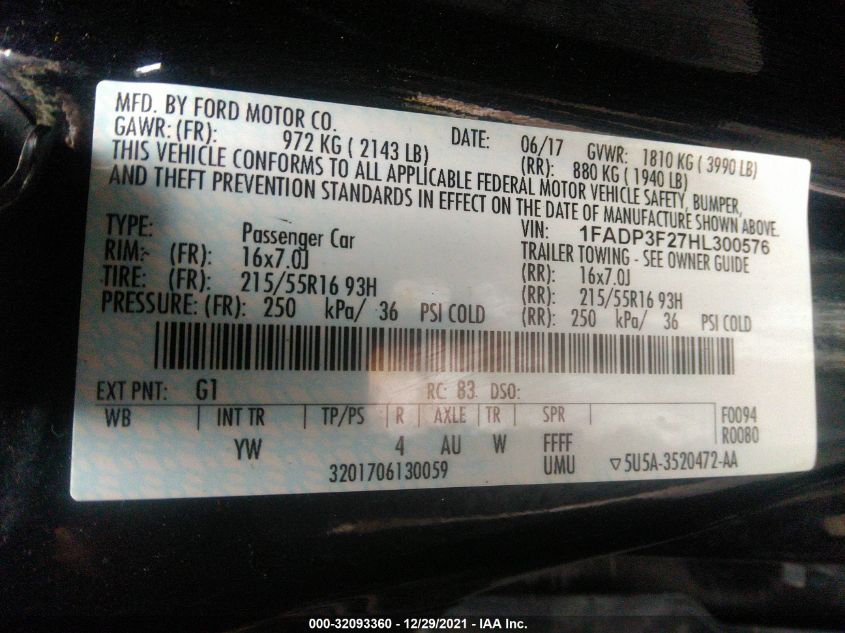 MFD. BY FORD MOTOR CO. DATE: 06/17 GVWR: 1810 KG ( 3990 LB)
GAWR: (FR): 972 KG ( 2143 LB) (RR): 880 KG ( 1940 LB)
THIS VEHICLE CONFORMS TO ALL APPLICABLE FEDERAL MOTOR VEHICLE SAFETY, BUMPER,
AND THEFT PREVENTION STANDARDS IN EFFECT ON THE DATE OF MANUFACTURE SHOWN ABOVE.
VIN: 1FADP3F27HL300576
TYPE: Passenger Car TRAILER TOWING - SEE OWNER GUIDE
RIM: (FR): 16x7.0J (RR): 16x7.0J
TIRE: (FR): 215/55R16 93H (RR): 215/55R16 93H
PRESSURE: (FR): 250 kPa/ 36 PSI COLD (RR): 250 kPa/ 36 PSI COLD
EXT PNT: G1 RC: 83 DSO:
WB | INT TR | TP/PS | R | AXLE | TR | SPR | F0094
YW 4 AU W FFFF R0080
3201706130059 UMU ▽5U5A-3520472-AA
000-32093360 - 12/29/2021 - IAA Inc.